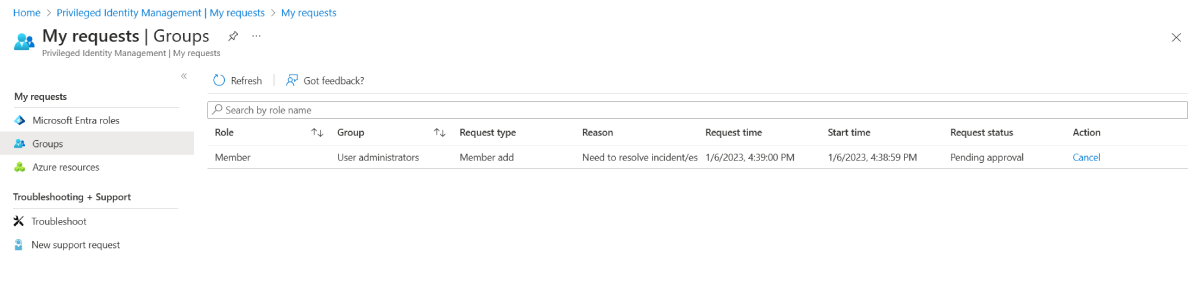 Home > Privileged Identity Management | My requests > My requests
My requests | Groups
Privileged Identity Management | My requests
Refresh
Got feedback?
My requests
Microsoft Entra roles
Groups
Azure resources
Troubleshooting + Support
Troubleshoot
New support request
Search by role name
Role Group Request type Reason Request time Start time Request status Action
Member User administrators Member add Need to resolve incident/es 1/6/2023, 4:39:00 PM 1/6/2023, 4:38:59 PM Pending approval Cancel